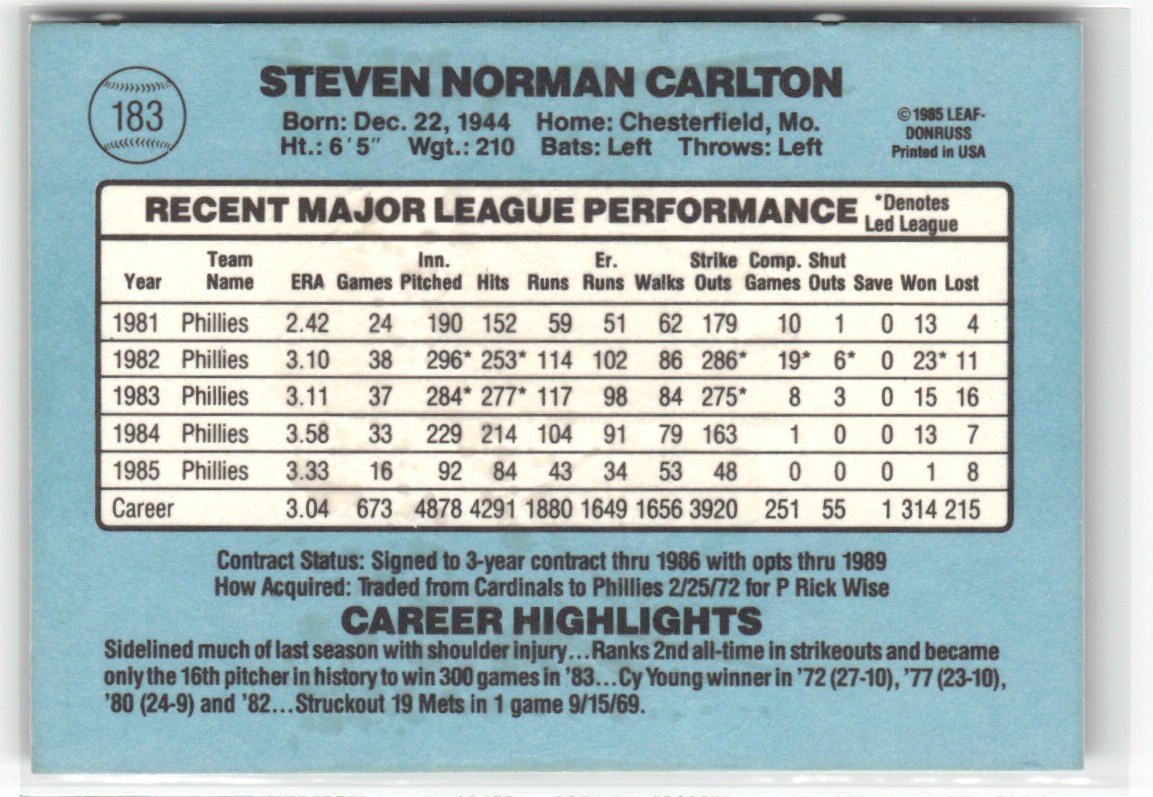 183
STEVEN NORMAN CARLTON
Born: Dec. 22, 1944 Home: Chesterfield, Mo.
Ht.: 6'5" Wgt.: 210 Bats: Left Throws: Left
©1985 LEAF-
DONRUSS
Printed in USA
RECENT MAJOR LEAGUE PERFORMANCE *Denotes
Led League
Team Inn. Er. Strike Comp. Shut
Year Name ERA Games Pitched Hits Runs Runs Walks Outs Games Outs Save Won Lost
1981 Phillies 2.42 24 190 152 59 51 62 179 10 1 0 13 4
1982 Phillies 3.10 38 296* 253* 114 102 86 286* 19* 6* 0 23* 11
1983 Phillies 3.11 37 284* 277* 117 98 84 275* 8 3 0 15 16
1984 Phillies 3.58 33 229 214 104 91 79 163 1 0 0 13 7
1985 Phillies 3.33 16 92 84 43 34 53 48 0 0 0 1 8
Career 3.04 673 4878 4291 1880 1649 1656 3920 251 55 1 314 215
Contract Status: Signed to 3-year contract thru 1986 with opts thru 1989
How Acquired: Traded from Cardinals to Phillies 2/25/72 for P Rick Wise
CAREER HIGHLIGHTS
Sidelined much of last season with shoulder injury...Ranks 2nd all-time in strikeouts and became
only the 16th pitcher in history to win 300 games in '83...Cy Young winner in '72 (27-10), '77 (23-10),
'80 (24-9) and '82...Struckout 19 Mets in 1 game 9/15/69.